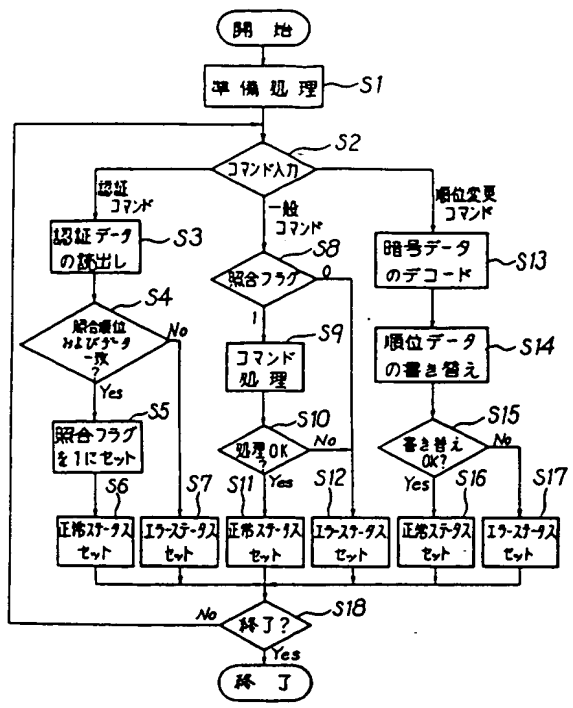 開始
準備処理
S1
コマンド入力
S2
認証
コマンド
一般
コマンド
順位変更
コマンド
認証データ
の読出し
S3
照合順位
およびデータ
一致
?
S4
No
Yes
照合フラグ
を1にセット
S5
正常ステータス
セット
S6
エラーステータス
セット
S7
照合フラグ
S8
0
1
コマンド
処理
S9
処理OK
?
S10
No
Yes
正常ステータス
セット
S11
エラーステータス
セット
S12
暗号データ
のデコード
S13
順位データ
の書き替え
S14
書き替え
OK?
S15
No
Yes
正常ステータス
セット
S16
エラーステータス
セット
S17
終了?
S18
No
Yes
終了